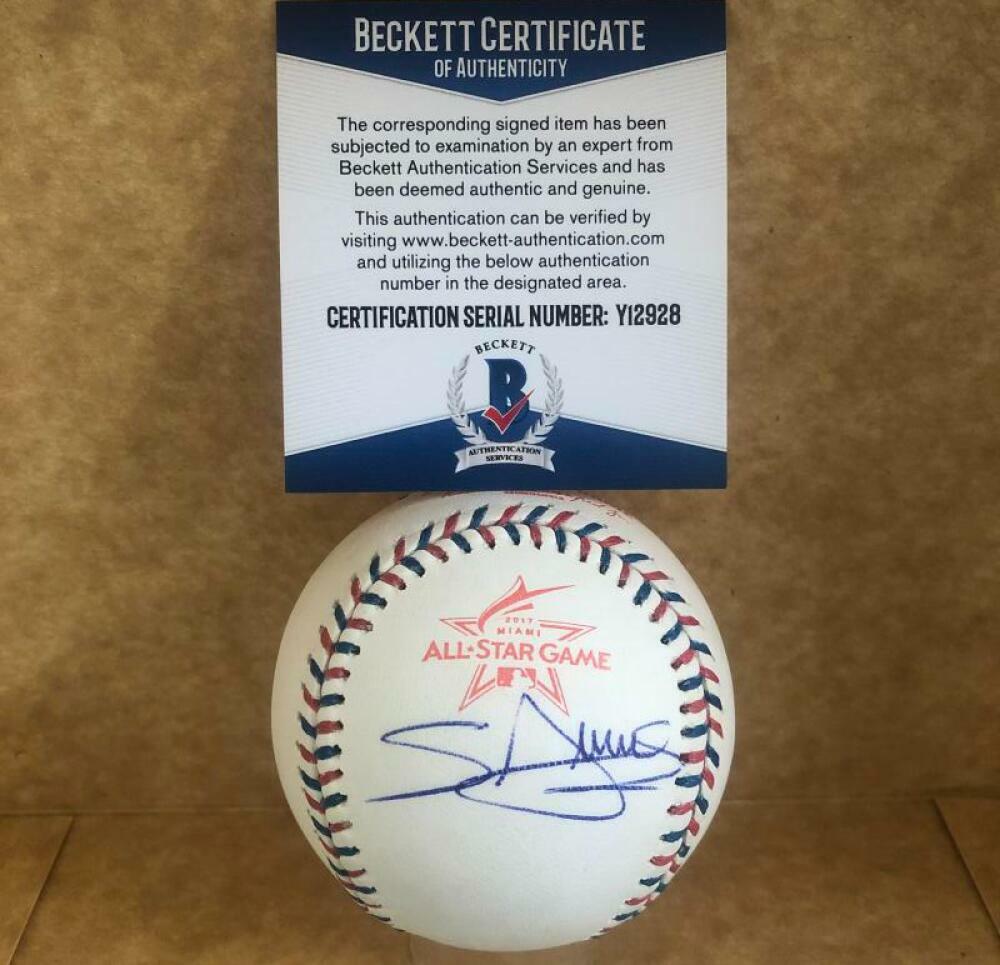 BECKETT CERTIFICATE
OF AUTHENTICITY
The corresponding signed item has been
subjected to examination by an expert from
Beckett Authentication Services and has
been deemed authentic and genuine.
This authentication can be verified by
visiting www.beckett-authentication.com
and utilizing the below authentication
number in the designated area.
CERTIFICATION SERIAL NUMBER: Y12928
BECKETT
B
AUTHENTICATION
SERVICES
2017
MIAMI
ALL★STAR GAME